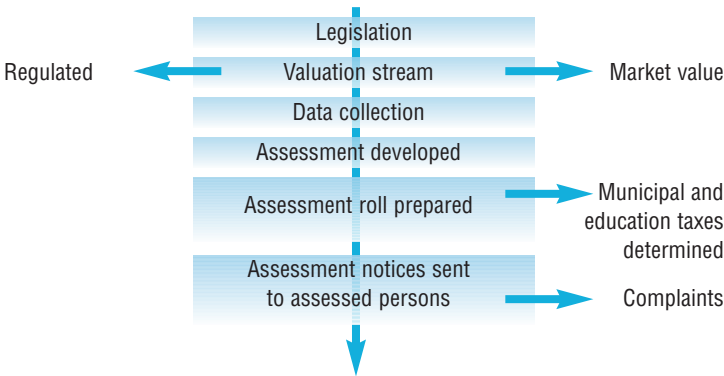 Legislation
Regulated
Valuation stream
Market value
Data collection
Assessment developed
Assessment roll prepared
Municipal and
education taxes
determined
Assessment notices sent
to assessed persons
Complaints